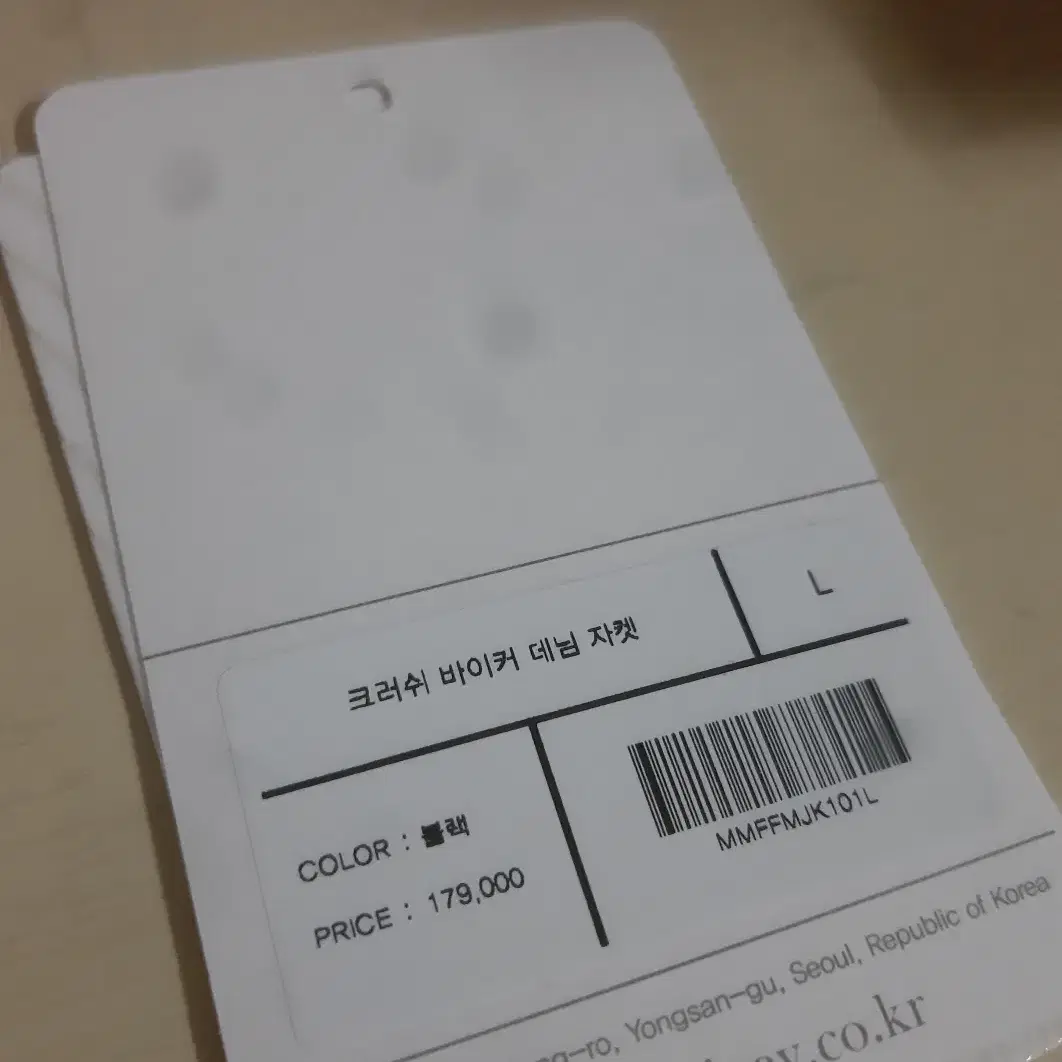 크러쉬 바이커 데님 자켓
L
COLOR : 블랙
PRICE : 179,000
MMFFMJK101L
Yongsan-gu, Seoul, Republic of Korea
.co.kr